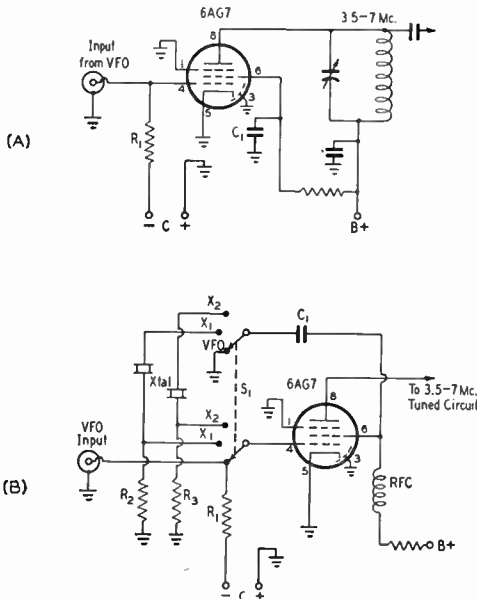 6AG7
3.5-7 Mc.
Input
from VFO
8
1
4
6
3
5
(A)
R1
C1
- C +
B+
X2
X1
VFO
C1
Xtal
S1
6AG7
8
To 3.5-7 Mc.
Tuned Circuit
X2
X1
1
4
6
3
5
VFO
Input
(B)
R2
R3
R1
RFC
B+
- C +